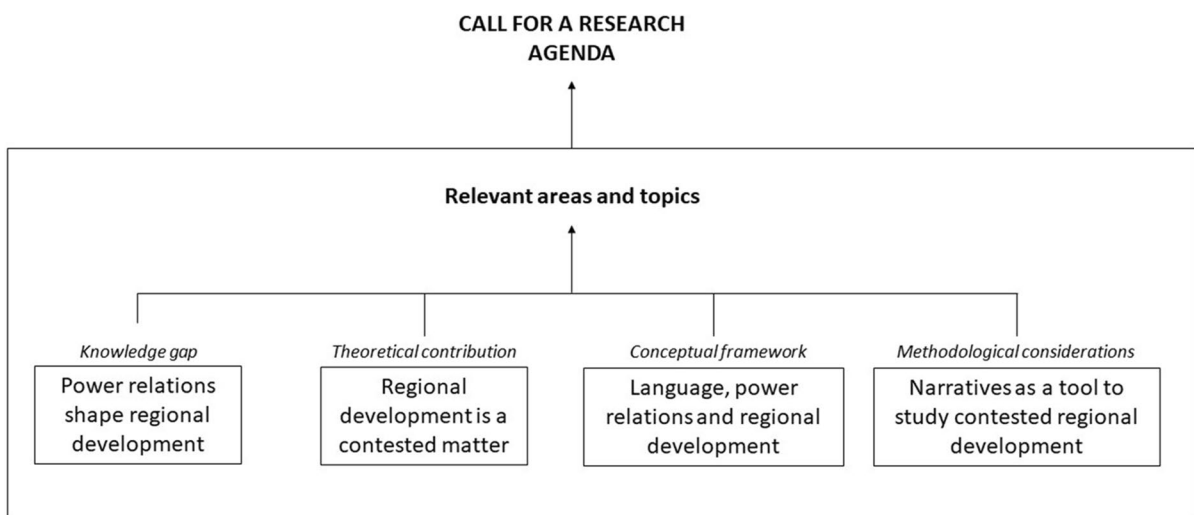 CALL FOR A RESEARCH
AGENDA
Relevant areas and topics
Knowledge gap
Power relations
shape regional
development
Theoretical contribution
Regional
development is a
contested matter
Conceptual framework
Language, power
relations and regional
development
Methodological considerations
Narratives as a tool to
study contested regional
development